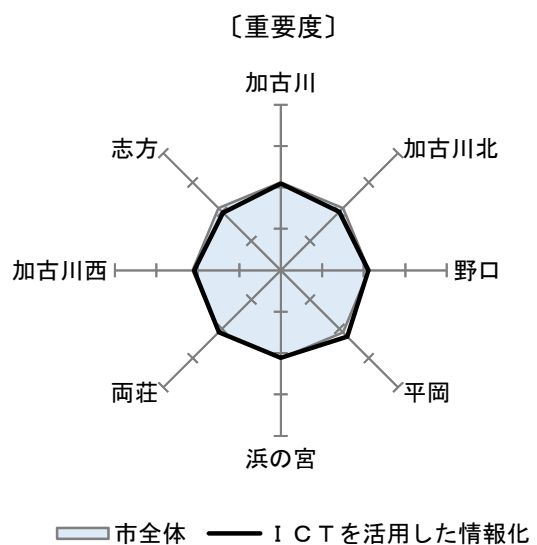 〔重要度〕
加古川
志方
加古川北
加古川西
野口
両荘
平岡
浜の宮
市全体
ＩＣＴを活用した情報化